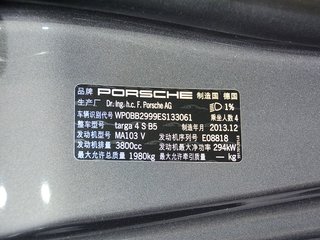 品牌 PORSCHE 制造国 德国
生产厂 Dr. Ing. h.c. F. Porsche AG 1%
车辆识别代号 WP0BB2999ES133061 乘坐人数 4
整车型号 targa 4 S B5 制造年月 2013.12
发动机型号 MA103 V 发动机序列号 E08818
发动机排量 3800cc 发动机最大净功率 294kW
最大允许总质量 1980kg 最大允许牵引质量 — kg